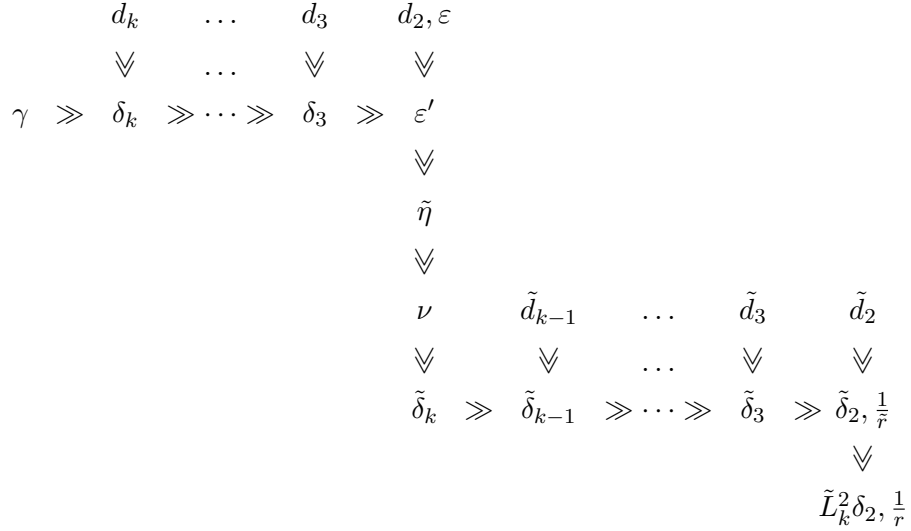 d_k … d_3 d_2, ε
≫ … ≫ ≫
γ ≫ δ_k ≫ ⋯ ≫ δ_3 ≫ ε′
≫
η̃
≫
ν d̃_{k−1} … d̃_3 d̃_2
≫ ≫ … ≫ ≫
δ̃_k ≫ δ̃_{k−1} ≫ ⋯ ≫ δ̃_3 ≫ δ̃_2, 1/r̃
≫
L̃_k^2 δ_2, 1/r